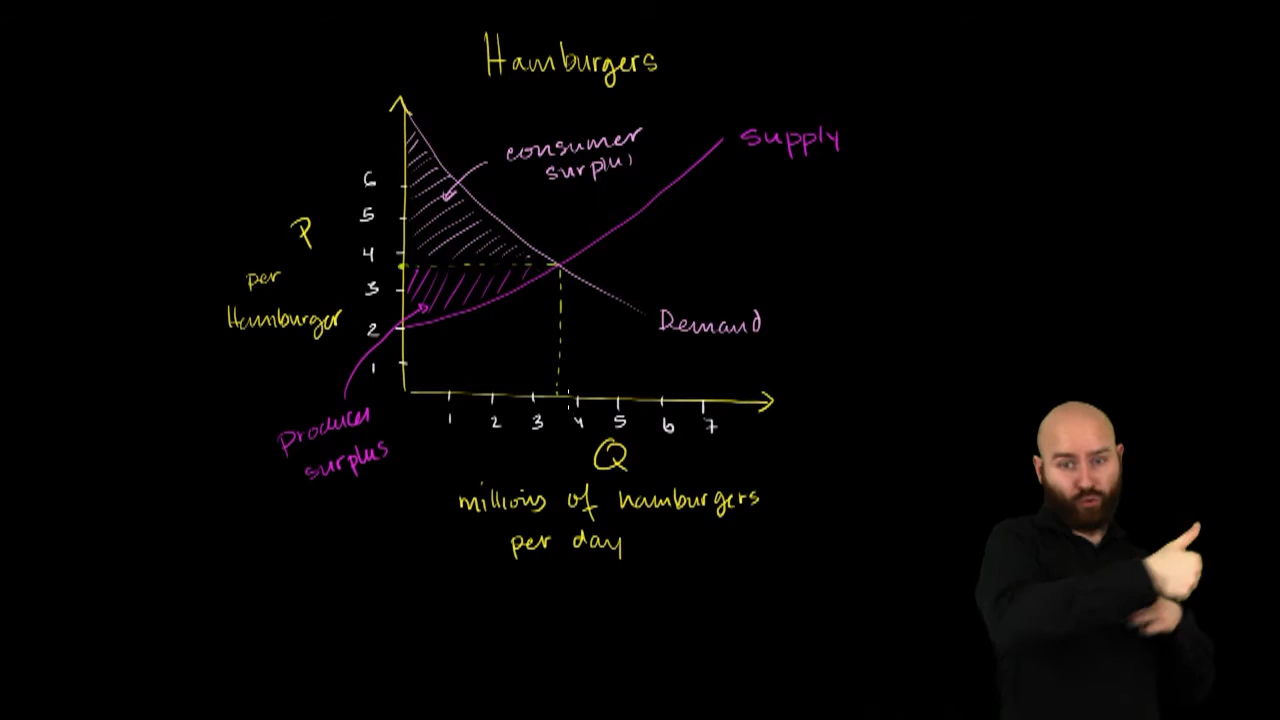 Hamburgers
consumer
surplus
supply
6
5
4
3
2
1
P
per
Hamburger
Demand
producer
surplus
1 2 3 4 5 6 7
Q
millions of hamburgers
per day